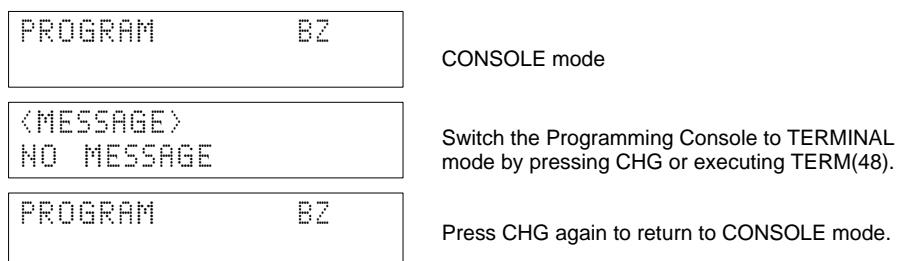 PROGRAM BZ
CONSOLE mode
<MESSAGE>
NO MESSAGE
Switch the Programming Console to TERMINAL
mode by pressing CHG or executing TERM(48).
PROGRAM BZ
Press CHG again to return to CONSOLE mode.